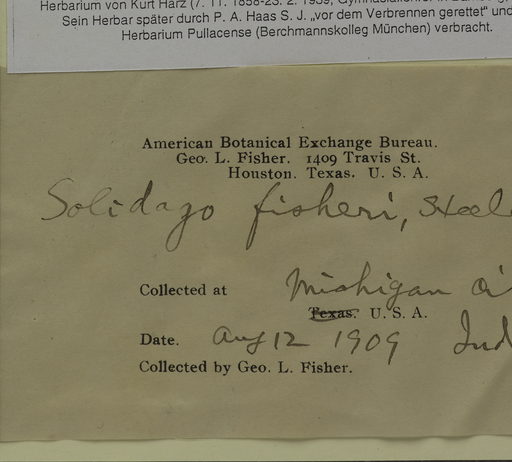 Herbarium von Kurt Harz (7. 11. 1858-23. 2. 1939, Gymnasiallehrer in
Sein Herbar später durch P. A. Haas S. J. „vor dem Verbrennen gerettet" und
Herbarium Pullacense (Berchmannskolleg München) verbracht.
American Botanical Exchange Bureau.
Geo. L. Fisher. 1409 Travis St.
Houston. Texas. U. S. A.
Solidago fisheri, Steel
Collected at Michigan
Texas. U. S. A.
Date. Aug 12 1909 Ind
Collected by Geo. L. Fisher.